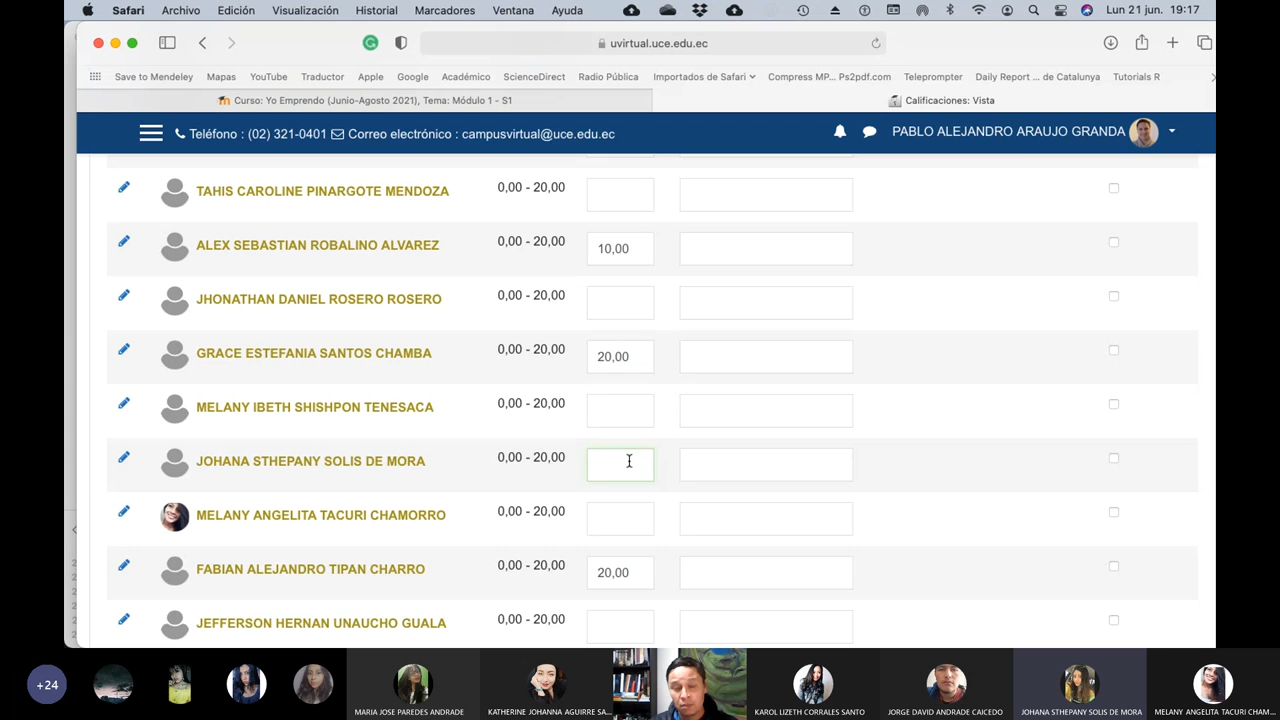 Safari Archivo Edición Visualización Historial Marcadores Ventana Ayuda Lun 21 jun. 19:17
uvirtual.uce.edu.ec
Save to Mendeley Mapas YouTube Traductor Apple Google Académico ScienceDirect Radio Pública Importados de Safari Compress MP... Ps2pdf.com Teleprompter Daily Report ... de Catalunya Tutorials R
Curso: Yo Emprendo (Junio-Agosto 2021), Tema: Módulo 1 - S1 Calificaciones: Vista
Teléfono : (02) 321-0401 Correo electrónico : campusvirtual@uce.edu.ec PABLO ALEJANDRO ARAUJO GRANDA
TAHIS CAROLINE PINARGOTE MENDOZA 0,00 - 20,00
ALEX SEBASTIAN ROBALINO ALVAREZ 0,00 - 20,00 10,00
JHONATHAN DANIEL ROSERO ROSERO 0,00 - 20,00
GRACE ESTEFANIA SANTOS CHAMBA 0,00 - 20,00 20,00
MELANY IBETH SHISHPON TENESACA 0,00 - 20,00
JOHANA STHEPANY SOLIS DE MORA 0,00 - 20,00
MELANY ANGELITA TACURI CHAMORRO 0,00 - 20,00
FABIAN ALEJANDRO TIPAN CHARRO 0,00 - 20,00 20,00
JEFFERSON HERNAN UNAUCHO GUALA 0,00 - 20,00
+24
MARIA JOSE PAREDES ANDRADE KATHERINE JOHANNA AGUIRRE SA... KAROL LIZETH CORRALES SANTO JORGE DAVID ANDRADE CAICEDO JOHANA STHEPANY SOLIS DE MORA MELANY ANGELITA TACURI CHAM...